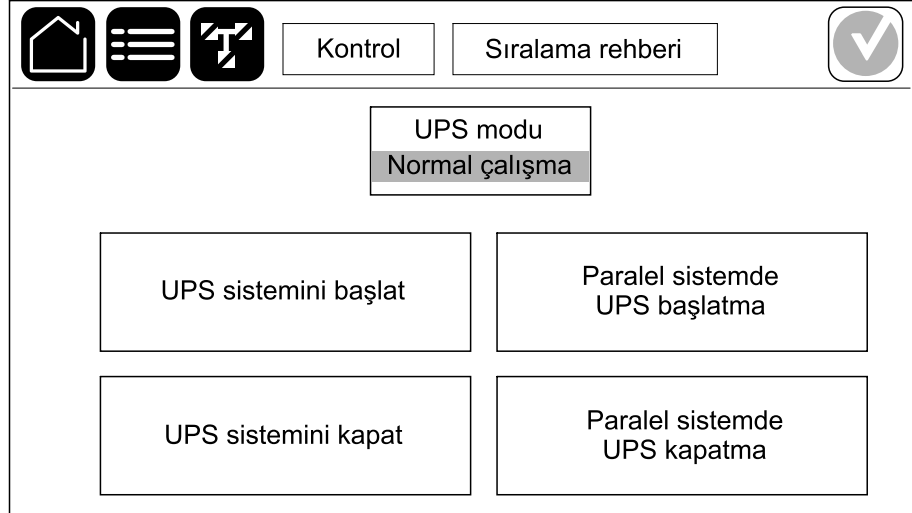 Kontrol
Sıralama rehberi
UPS modu
Normal çalışma
UPS sistemini başlat
Paralel sistemde
UPS başlatma
UPS sistemini kapat
Paralel sistemde
UPS kapatma